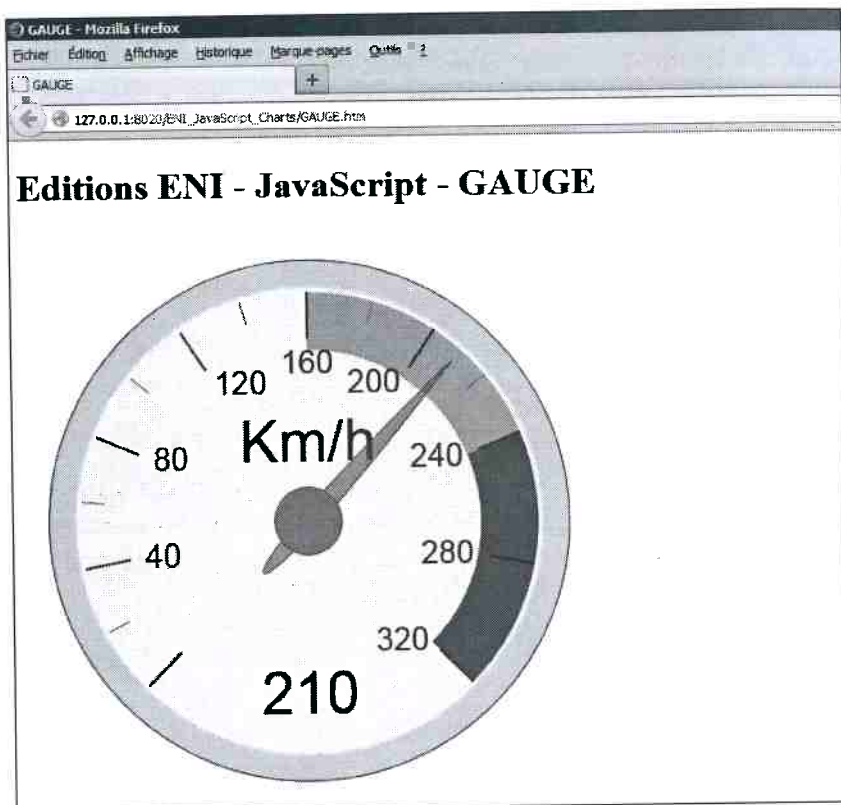 GAUGE - Mozilla Firefox
Fichier Édition Affichage Historique Marque-pages Outils ?
GAUGE +
127.0.0.1:8020/ENI_JavaScript_Charts/GAUGE.htm
Editions ENI - JavaScript - GAUGE
160
120
200
Km/h
80
240
40
280
320
210